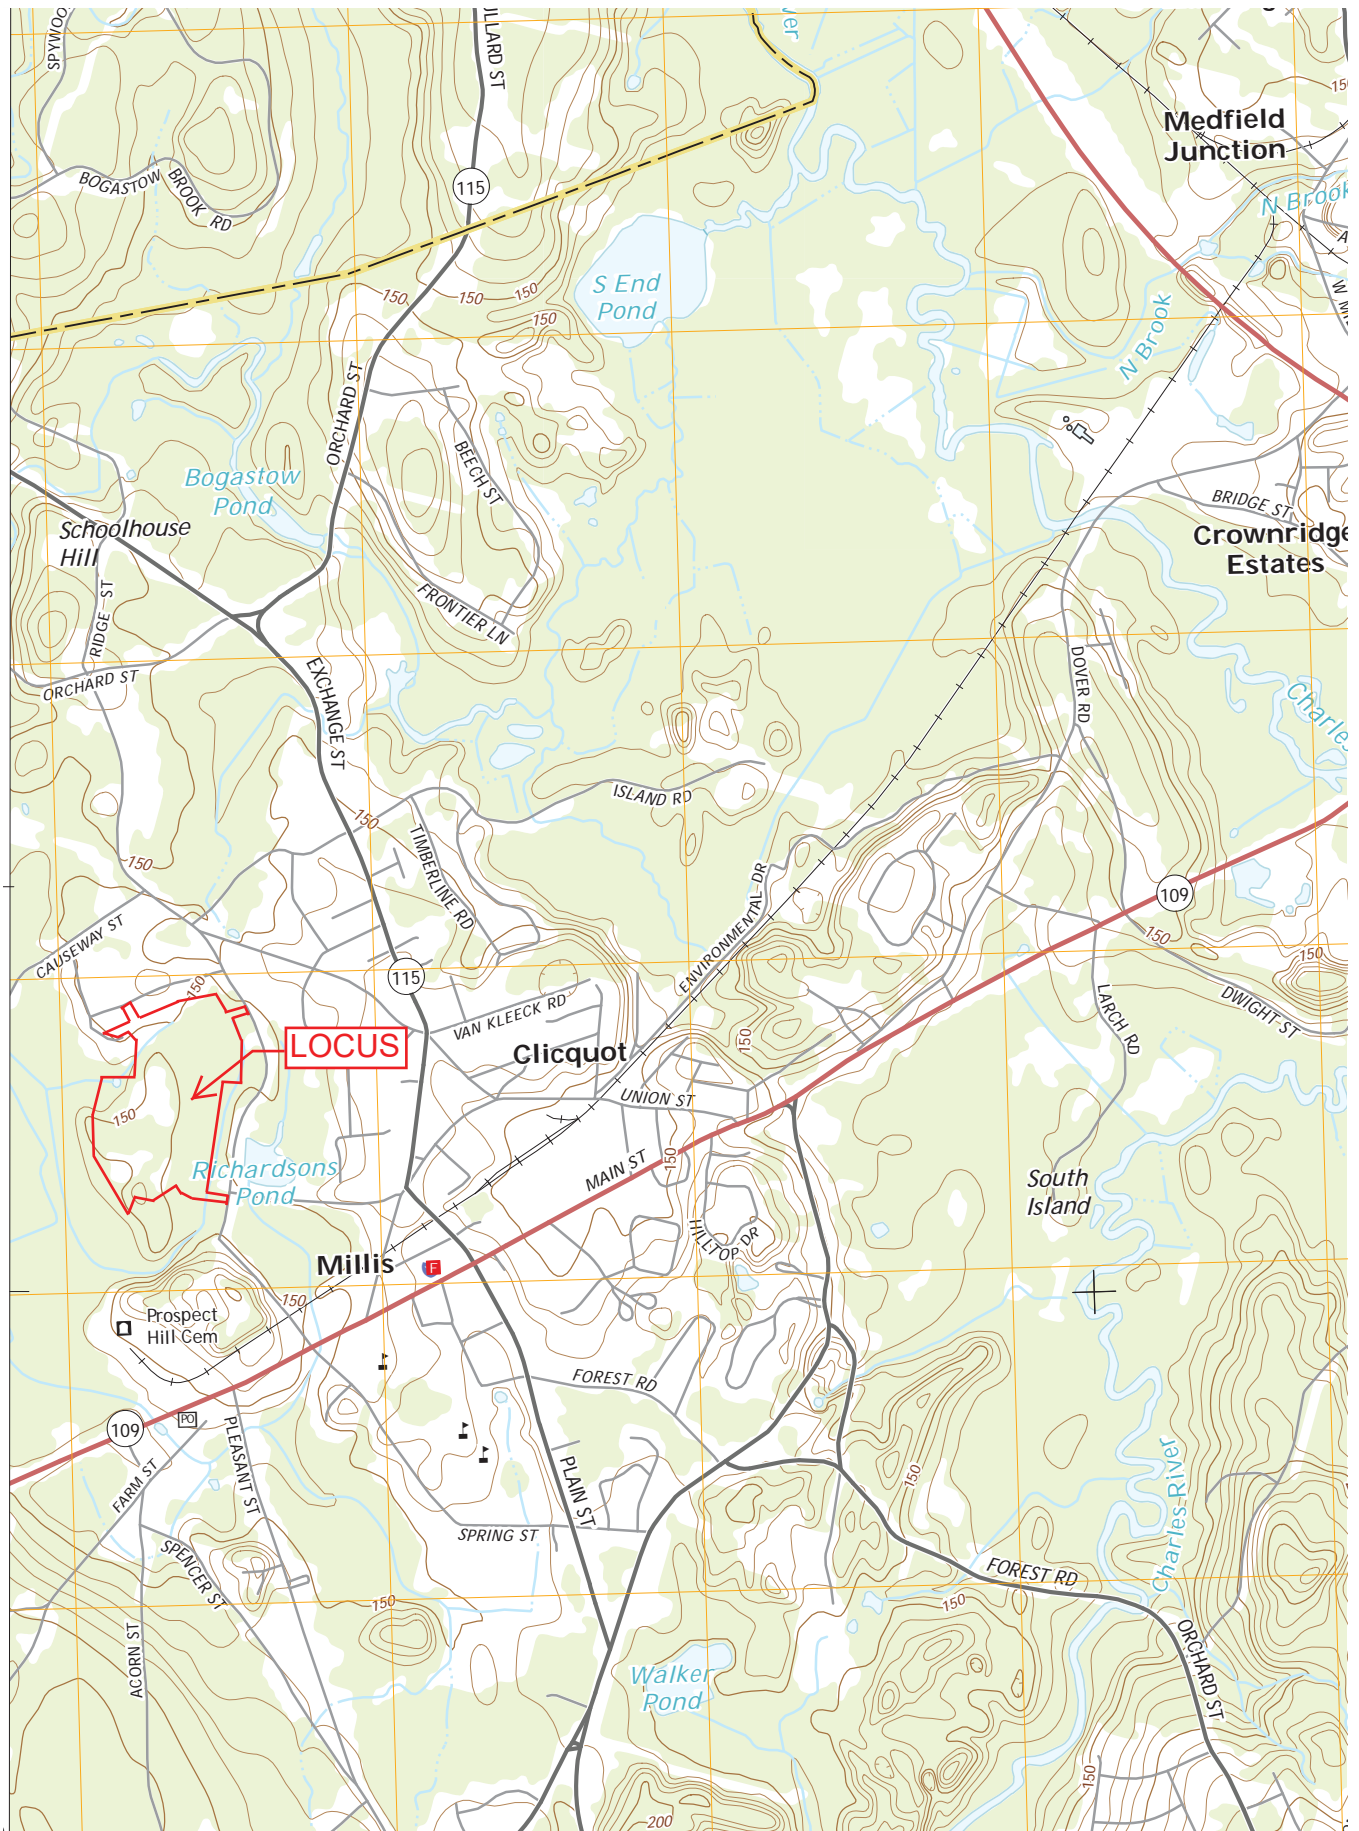 SPYWOO
LLARD ST
ver
150
Medfield
Junction
BOGASTOW
BROOK RD
115
N Brook
A
S End
Pond
150
150
150
150
N Brook
W MI
ORCHARD ST
BEECH ST
Bogastow
Pond
BRIDGE ST
Schoolhouse
Hill
Crownridge
Estates
RIDGE ST
FRONTIER LN
ORCHARD ST
EXCHANGE ST
DOVER RD
Charles
ISLAND RD
150
TIMBERLINE RD
150
ENVIRONMENTAL DR
109
CAUSEWAY ST
150
150
115
150
VAN KLEECK RD
LARCH RD
DWIGHT ST
LOCUS
Clicquot
150
UNION ST
150
Richardsons
Pond
MAIN ST
150
South
Island
HILLTOP DR
Millis
F
150
Prospect
Hill Cem
FOREST RD
PO
109
PLEASANT ST
FARM ST
PLAIN ST
150
Charles River
SPRING ST
SPENCER ST
FOREST RD
150
150
ACORN ST
ORCHARD ST
Walker
Pond
150
200